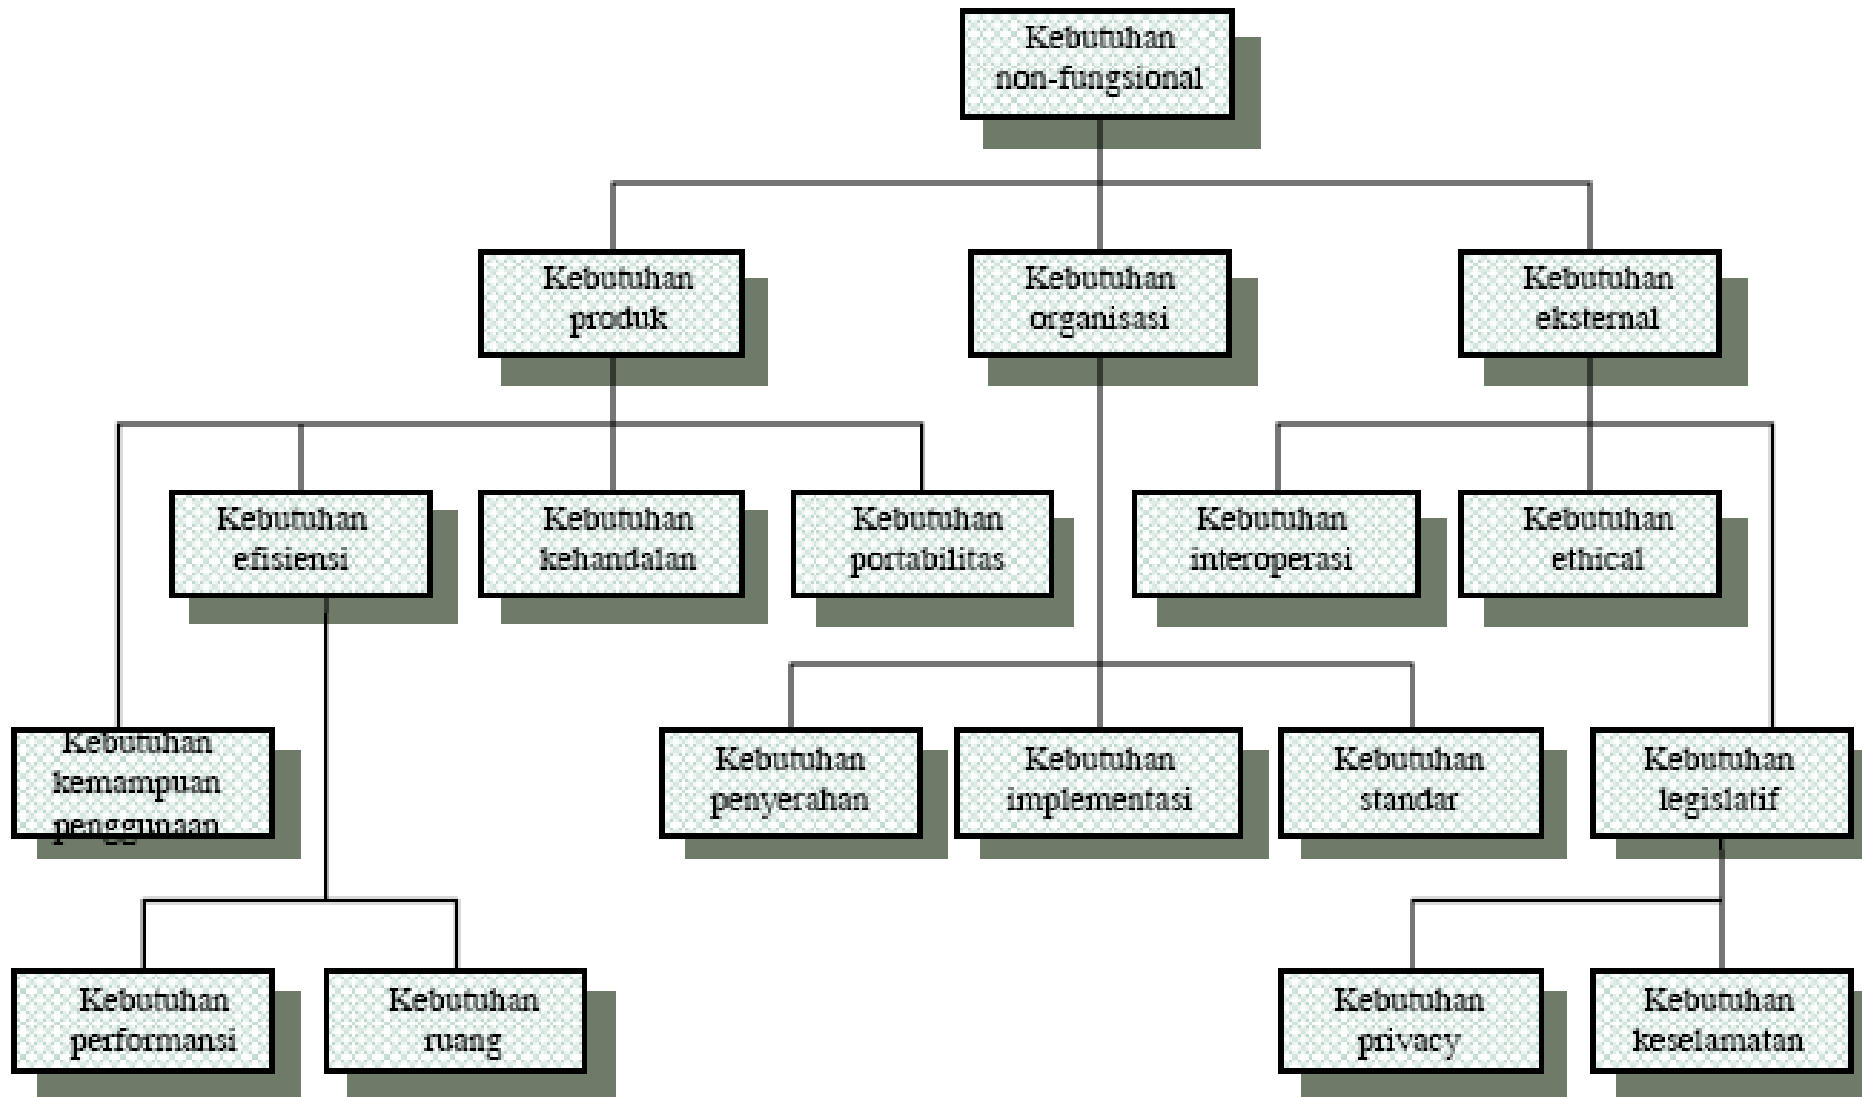 Kebutuhan
non-fungsional
Kebutuhan
produk
Kebutuhan
organisasi
Kebutuhan
eksternal
Kebutuhan
efisiensi
Kebutuhan
kehandalan
Kebutuhan
portabilitas
Kebutuhan
interoperasi
Kebutuhan
ethical
Kebutuhan
kemampuan
penggunaan
Kebutuhan
penyerahan
Kebutuhan
implementasi
Kebutuhan
standar
Kebutuhan
legislatif
Kebutuhan
performansi
Kebutuhan
ruang
Kebutuhan
privacy
Kebutuhan
keselamatan